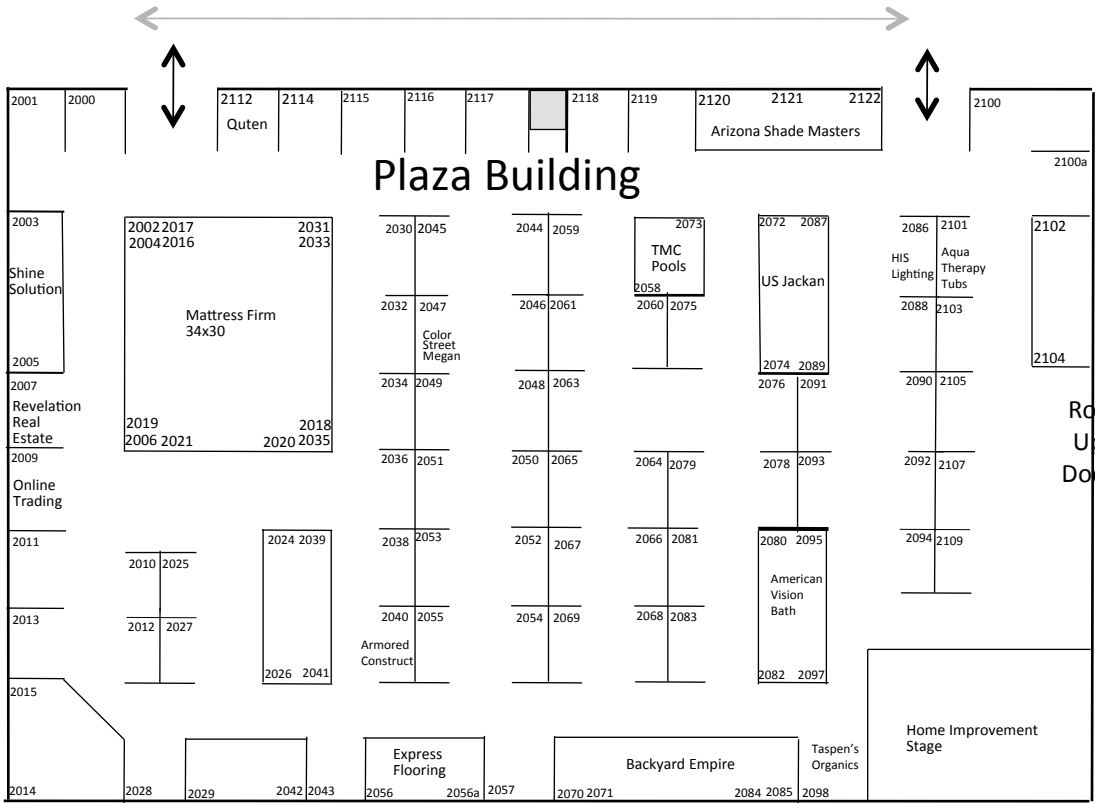 2001 2000 2112 2114 2115 2116 2117 2118 2119 2120 2121 2122 2100
Quten
Arizona Shade Masters
2100a
Plaza Building
2003 2002 2017 2031 2030 2045 2044 2059 2073 2072 2087 2086 2101 2102
2004 2016 2033
Shine
Solution
TMC
Pools
US Jackan
HIS
Lighting
Aqua
Therapy
Tubs
2058
Mattress Firm
34x30
2032 2047 2046 2061 2060 2075 2088 2103
Color
Street
Megan
2005 2074 2089 2104
2007 2034 2049 2048 2063 2076 2091 2090 2105
Revelation
Real
Estate
2019 2018
2006 2021 2020 2035
2009 2036 2051 2050 2065 2064 2079 2078 2093 2092 2107
Online
Trading
2011 2024 2039 2038 2053 2052 2067 2066 2081 2080 2095 2094 2109
2010 2025
American
Vision
Bath
2013 2012 2027 2040 2055 2054 2069 2068 2083
Armored
Construct
2026 2041 2082 2097
2015
Express
Flooring
Backyard Empire
Taspen's
Organics
Home Improvement
Stage
2014 2028 2029 2042 2043 2056 2056a 2057 2070 2071 2084 2085 2098